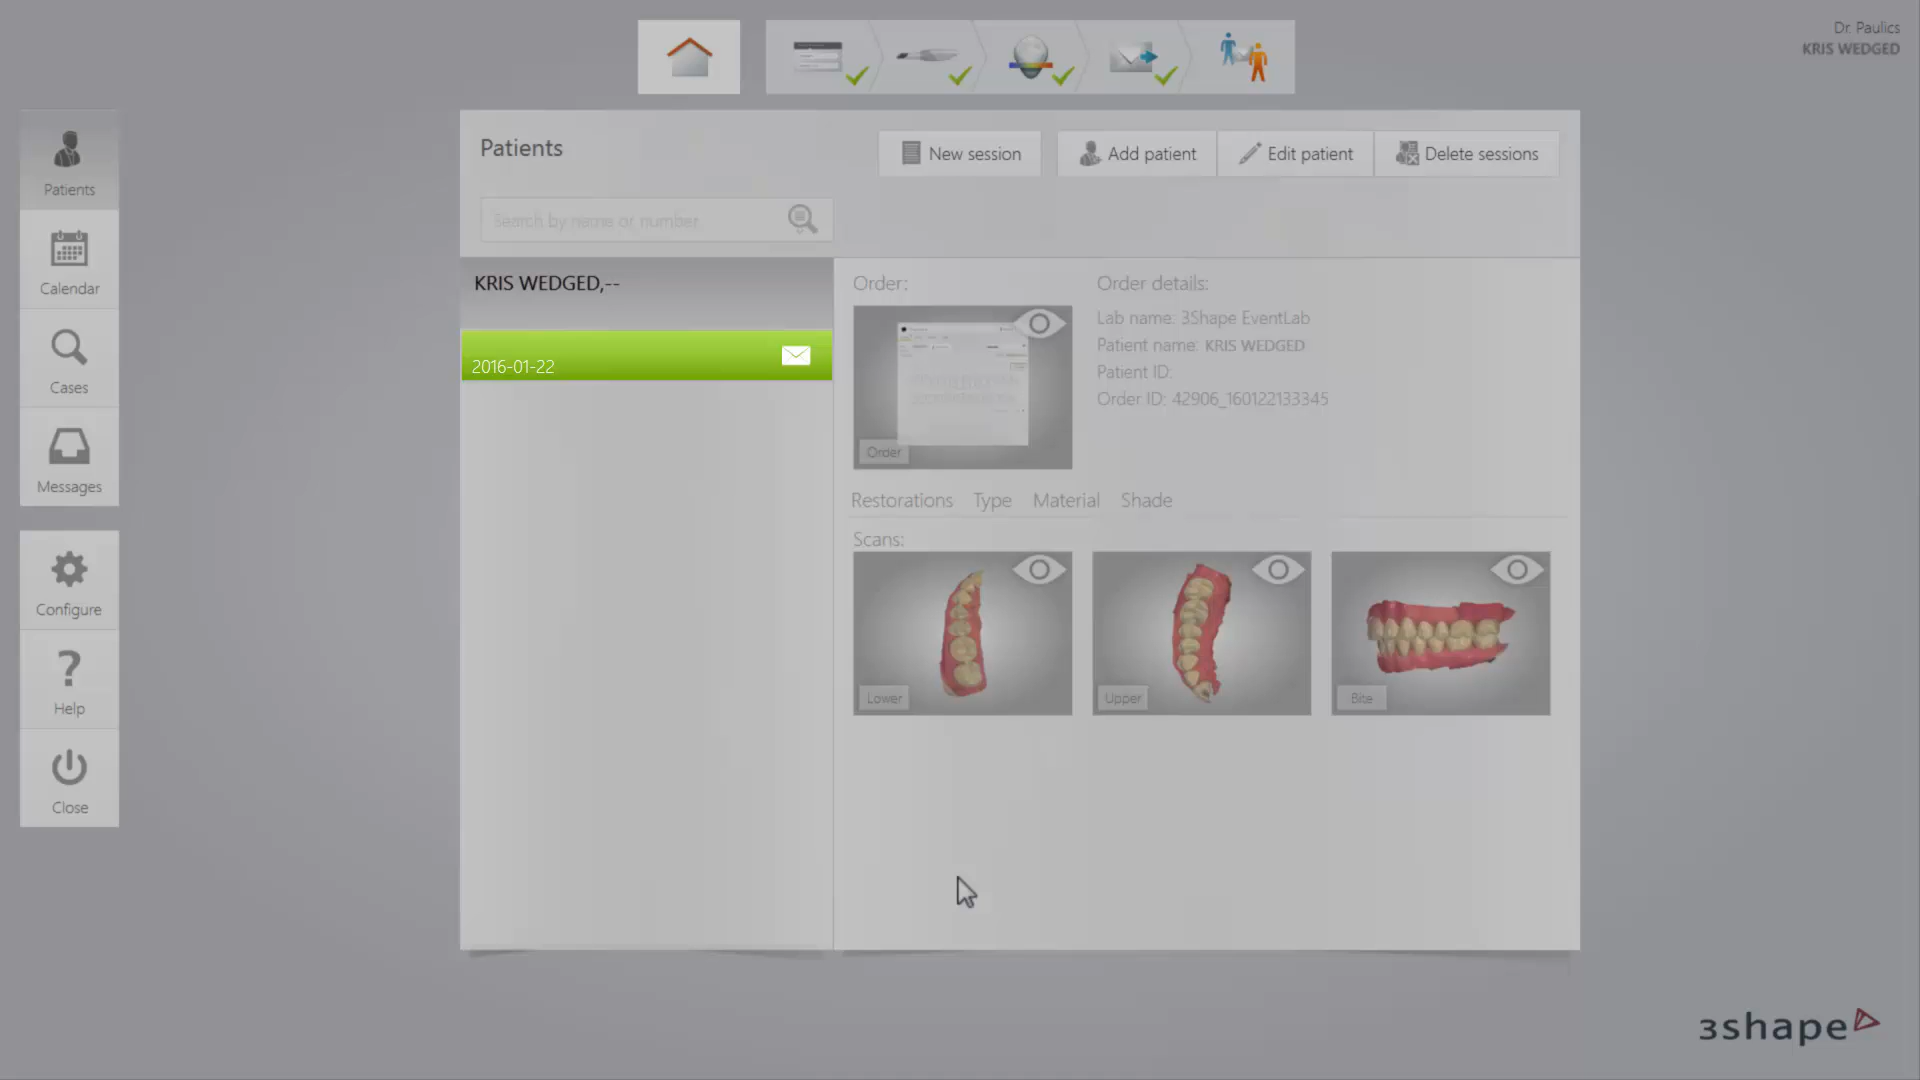 Dr. Paulics
KRIS WEDGED
Patients
New session
Add patient
Edit patient
Delete sessions
Search by name or number
Patients
Calendar
Cases
Messages
Configure
Help
Close
KRIS WEDGED,--
2016-01-22
Order:
Order
Order details:
Lab name: 3Shape EventLab
Patient name: KRIS WEDGED
Patient ID:
Order ID: 42906_160122133345
Restorations Type Material Shade
Scans:
Lower
Upper
Bite
3shape